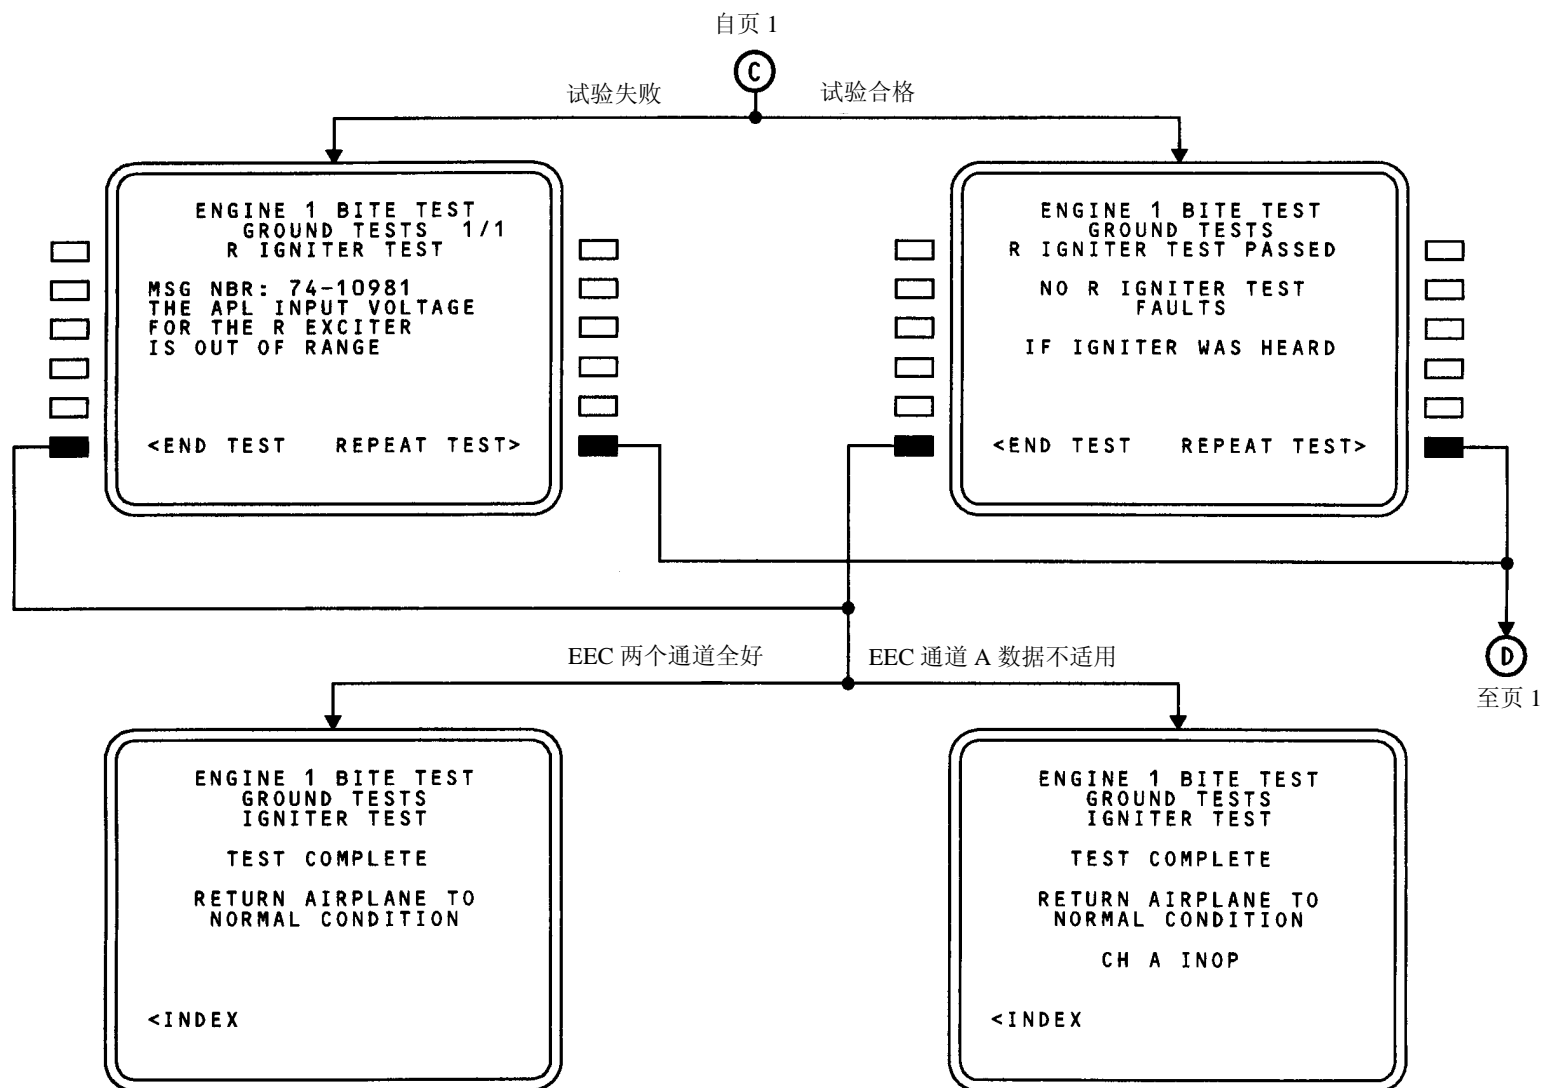 自页 1
C
试验失败
试验合格
ENGINE 1 BITE TEST
GROUND TESTS 1/1
R IGNITER TEST
MSG NBR: 74-10981
THE APL INPUT VOLTAGE
FOR THE R EXCITER
IS OUT OF RANGE
<END TEST REPEAT TEST>
ENGINE 1 BITE TEST
GROUND TESTS
R IGNITER TEST PASSED
NO R IGNITER TEST
FAULTS
IF IGNITER WAS HEARD
<END TEST REPEAT TEST>
EEC 两个通道全好
EEC 通道 A 数据不适用
D
至页 1
ENGINE 1 BITE TEST
GROUND TESTS
IGNITER TEST
TEST COMPLETE
RETURN AIRPLANE TO
NORMAL CONDITION
<INDEX
ENGINE 1 BITE TEST
GROUND TESTS
IGNITER TEST
TEST COMPLETE
RETURN AIRPLANE TO
NORMAL CONDITION
CH A INOP
<INDEX